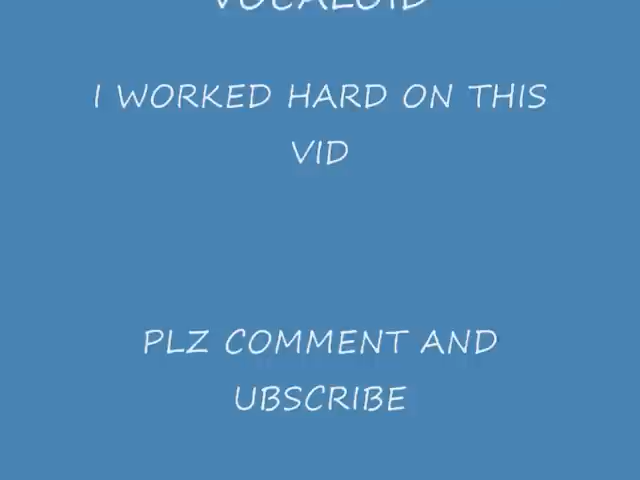 VOCALOID
I WORKED HARD ON THIS
VID
PLZ COMMENT AND
UBSCRIBE